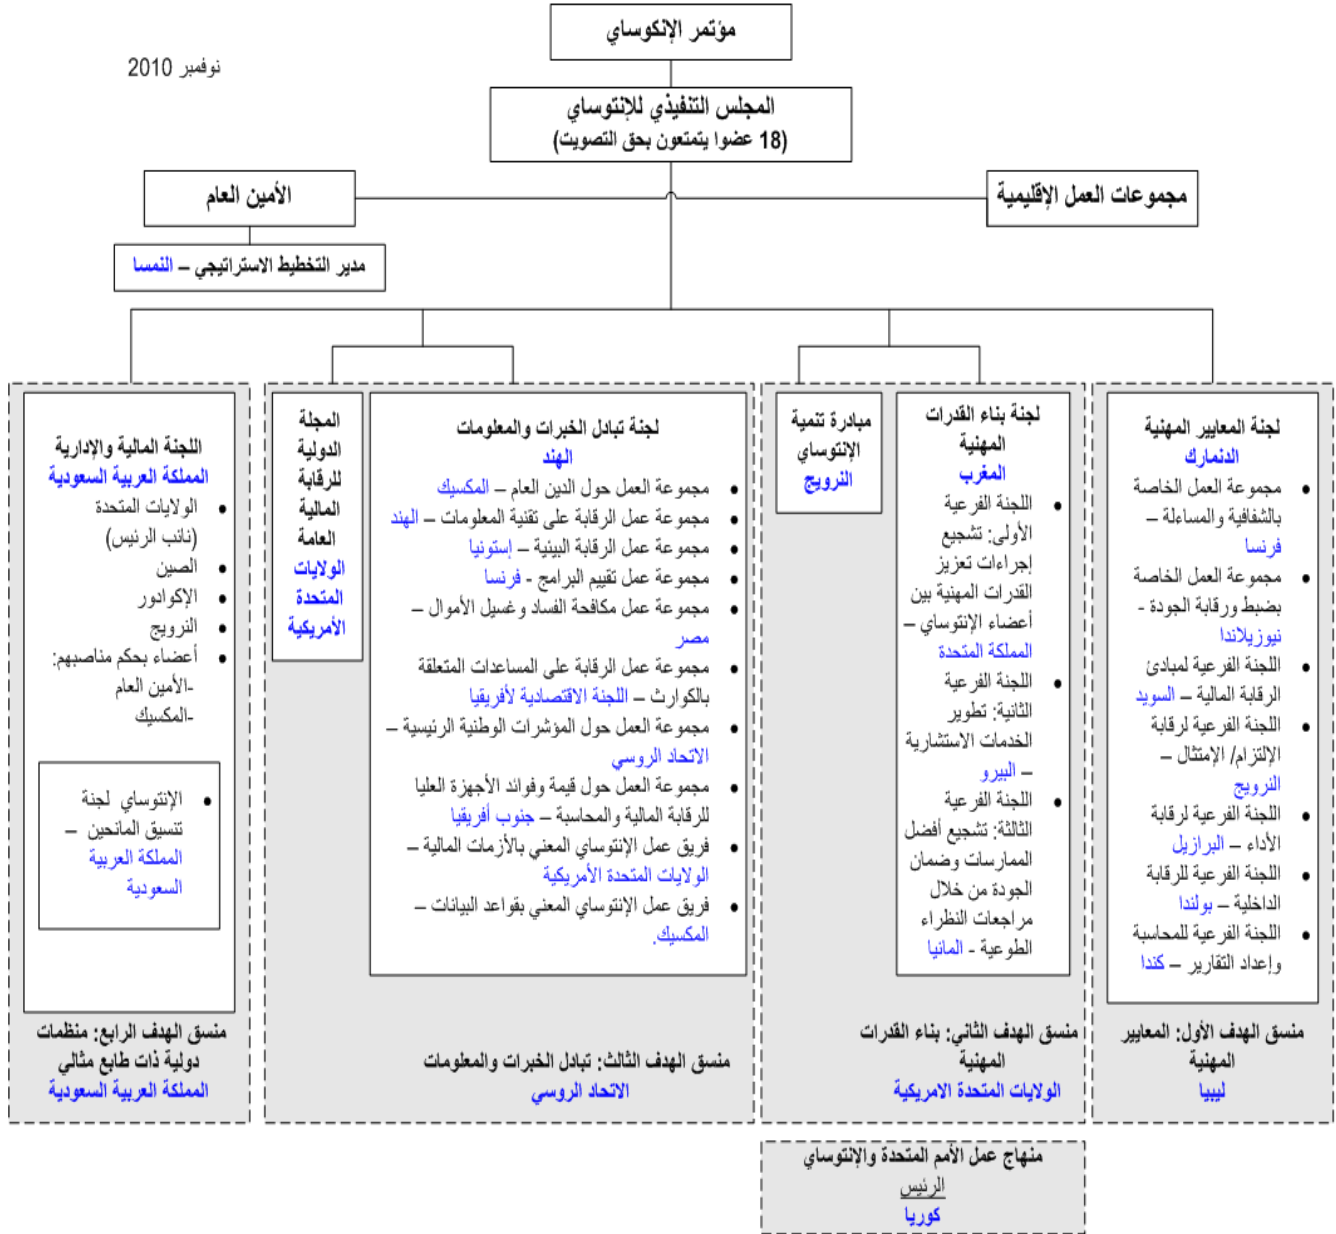 مؤتمر الإنكوساي
نوفمبر 2010
المجلس التنفيذي للإنتوساي
(18 عضوا يتمتعون بحق التصويت)
مجموعات العمل الإقليمية
الأمين العام
مدير التخطيط الاستراتيجي – النمسا
لجنة المعايير المهنية
الدنمارك
• مجموعة العمل الخاصة
بالشفافية والمساءلة –
فرنسا
• مجموعة العمل الخاصة
بضبط ورقابة الجودة -
نيوزيلاندا
• اللجنة الفرعية لمبادئ
الرقابة المالية – السويد
• اللجنة الفرعية لرقابة
الإلتزام/ الإمتثال –
النرويج
• اللجنة الفرعية لرقابة
الأداء – البرازيل
• اللجنة الفرعية للرقابة
الداخلية – بولندا
• اللجنة الفرعية للمحاسبة
وإعداد التقارير – كندا
منسق الهدف الأول: المعايير
المهنية
ليبيا
لجنة بناء القدرات
المهنية
المغرب
• اللجنة الفرعية
الأولى: تشجيع
إجراءات تعزيز
القدرات المهنية بين
أعضاء الإنتوساي –
المملكة المتحدة
• اللجنة الفرعية
الثانية: تطوير
الخدمات الاستشارية
– البيرو
• اللجنة الفرعية
الثالثة: تشجيع أفضل
الممارسات وضمان
الجودة من خلال
مراجعات النظراء
الطوعية - المانيا
مبادرة تنمية
الإنتوساي
النرويج
منسق الهدف الثاني: بناء القدرات
المهنية
الولايات المتحدة الامريكية
لجنة تبادل الخبرات والمعلومات
الهند
• مجموعة العمل حول الدين العام – المكسيك
• مجموعة عمل الرقابة على تقنية المعلومات – الهند
• مجموعة عمل الرقابة البيئية – إستونيا
• مجموعة عمل تقييم البرامج - فرنسا
• مجموعة عمل مكافحة الفساد وغسيل الأموال –
مصر
• مجموعة عمل الرقابة على المساعدات المتعلقة
بالكوارث – اللجنة الاقتصادية لأفريقيا
• مجموعة العمل حول المؤشرات الوطنية الرئيسية –
الاتحاد الروسي
• مجموعة العمل حول قيمة وفوائد الأجهزة العليا
للرقابة المالية والمحاسبة – جنوب أفريقيا
• فريق عمل الإنتوساي المعني بالأزمات المالية –
الولايات المتحدة الأمريكية
• فريق عمل الإنتوساي المعني بقواعد البيانات –
المكسيك.
المجلة
الدولية
للرقابة
المالية
العامة
الولايات
المتحدة
الأمريكية
منسق الهدف الثالث: تبادل الخبرات والمعلومات
الاتحاد الروسي
اللجنة المالية والإدارية
المملكة العربية السعودية
• الولايات المتحدة
(نائب الرئيس)
• الصين
• الإكوادور
• النرويج
• أعضاء بحكم مناصبهم:
-الأمين العام
-المكسيك
• الإنتوساي لجنة
تنسيق المانحين –
المملكة العربية
السعودية
منسق الهدف الرابع: منظمات
دولية ذات طابع مثالي
المملكة العربية السعودية
منهاج عمل الأمم المتحدة والإنتوساي
الرئيس
كوريا